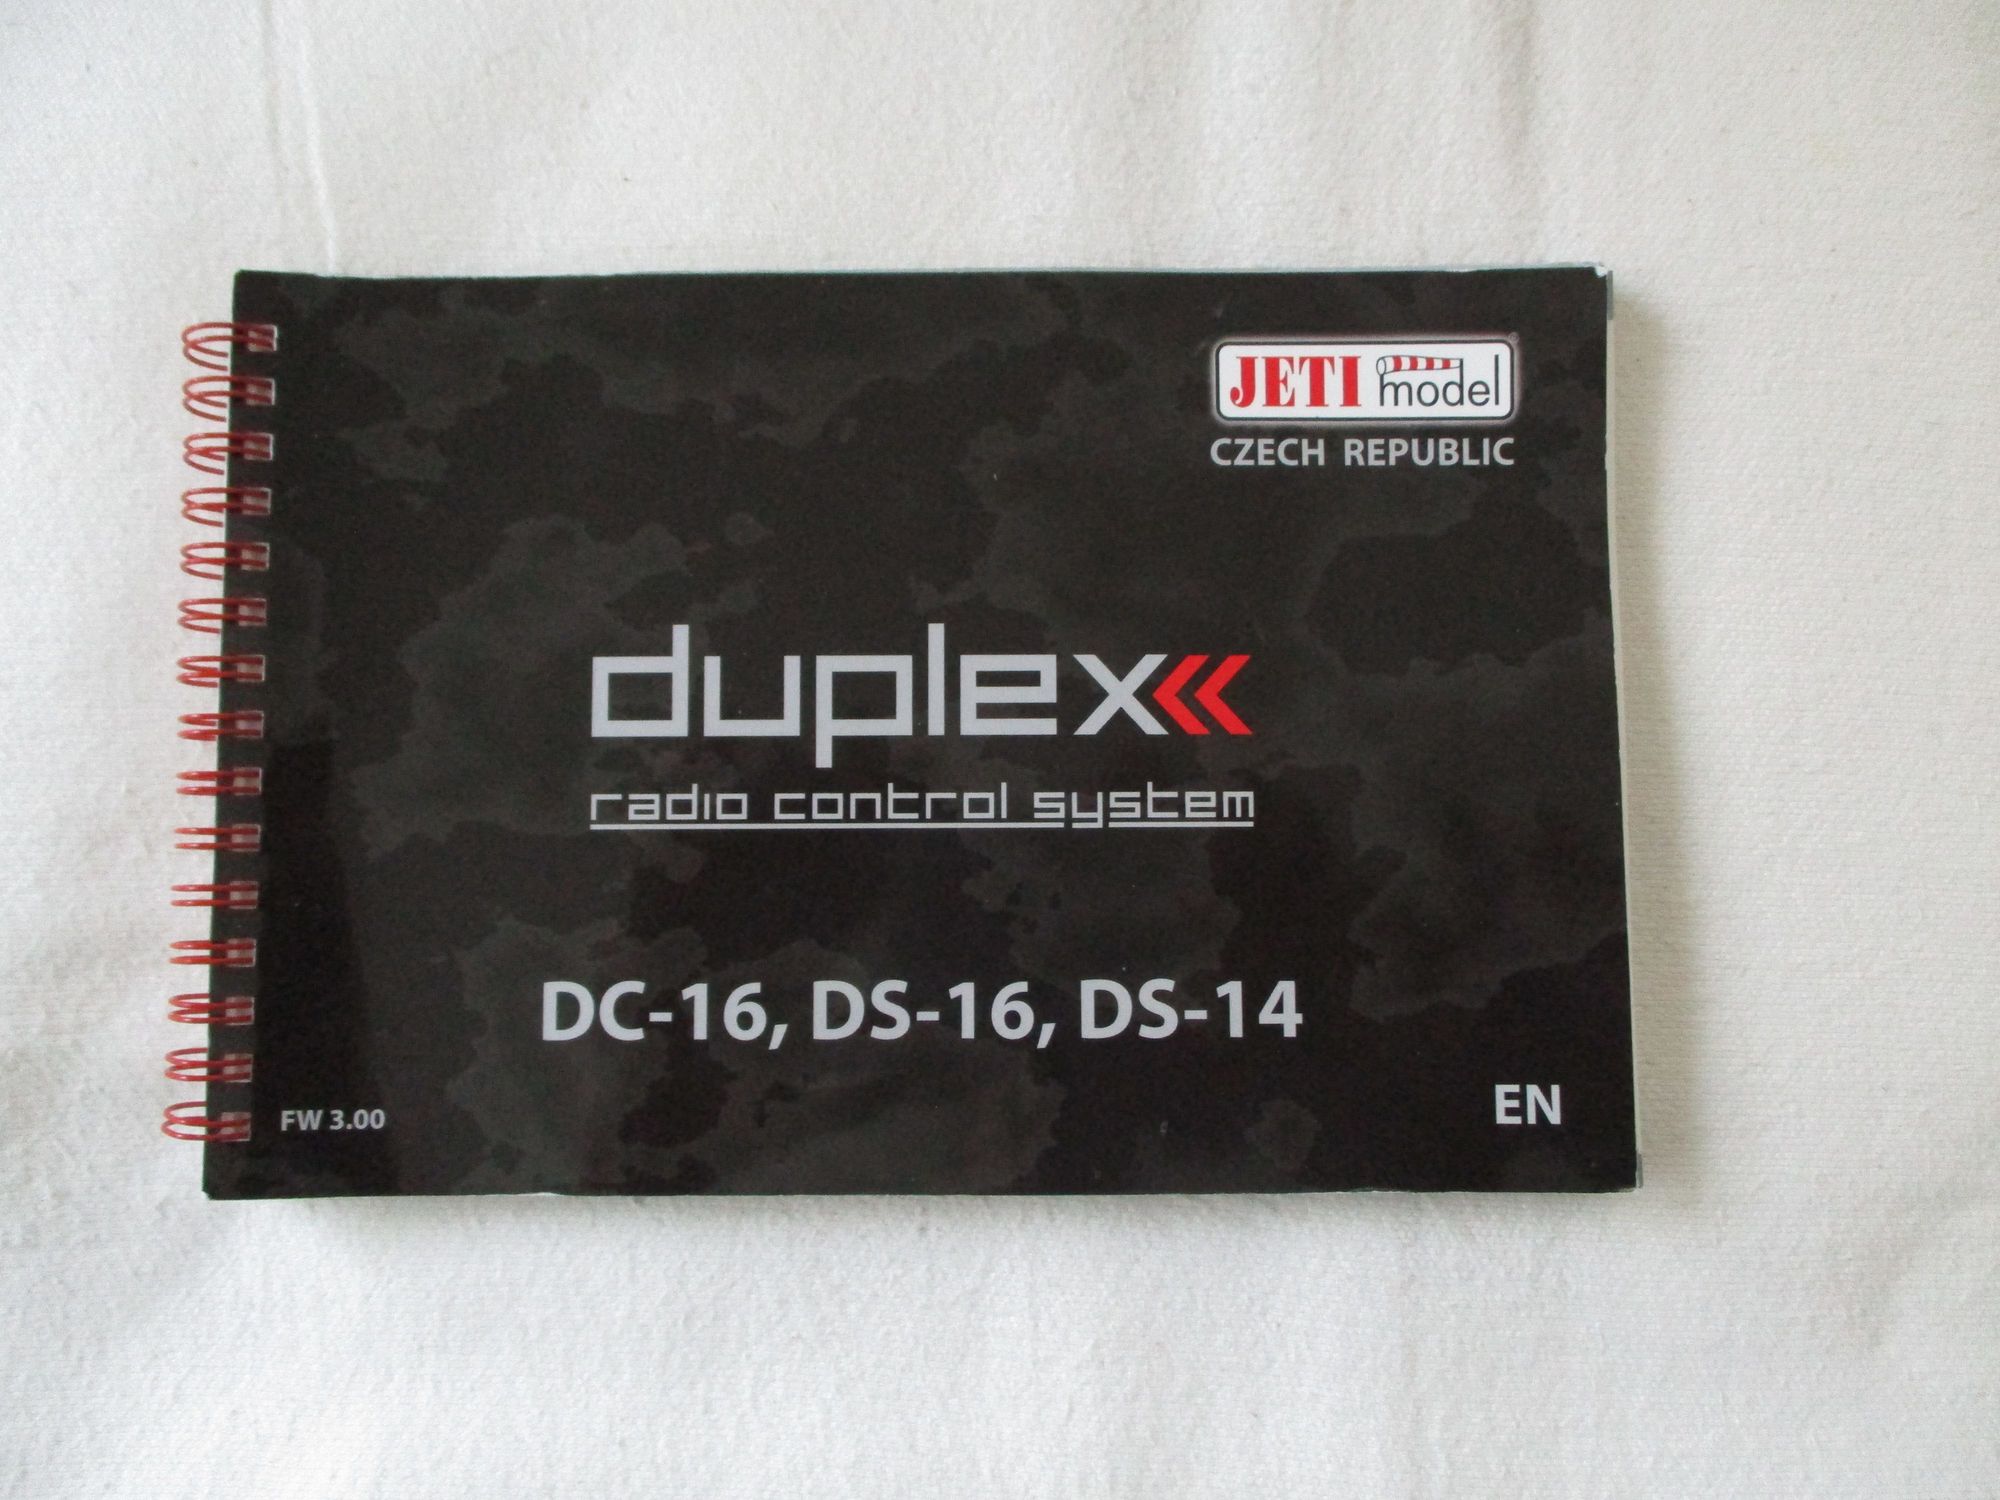 JETI model
CZECH REPUBLIC
duplex
radio control system
DC-16, DS-16, DS-14
EN
FW 3.00